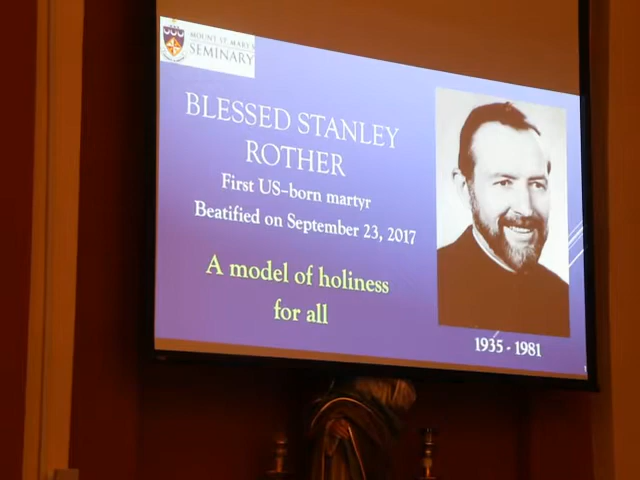 MOUNT ST. MARY'S
SEMINARY
BLESSED STANLEY
ROTHER
First US-born martyr
Beatified on September 23, 2017
A model of holiness
for all
1935 - 1981